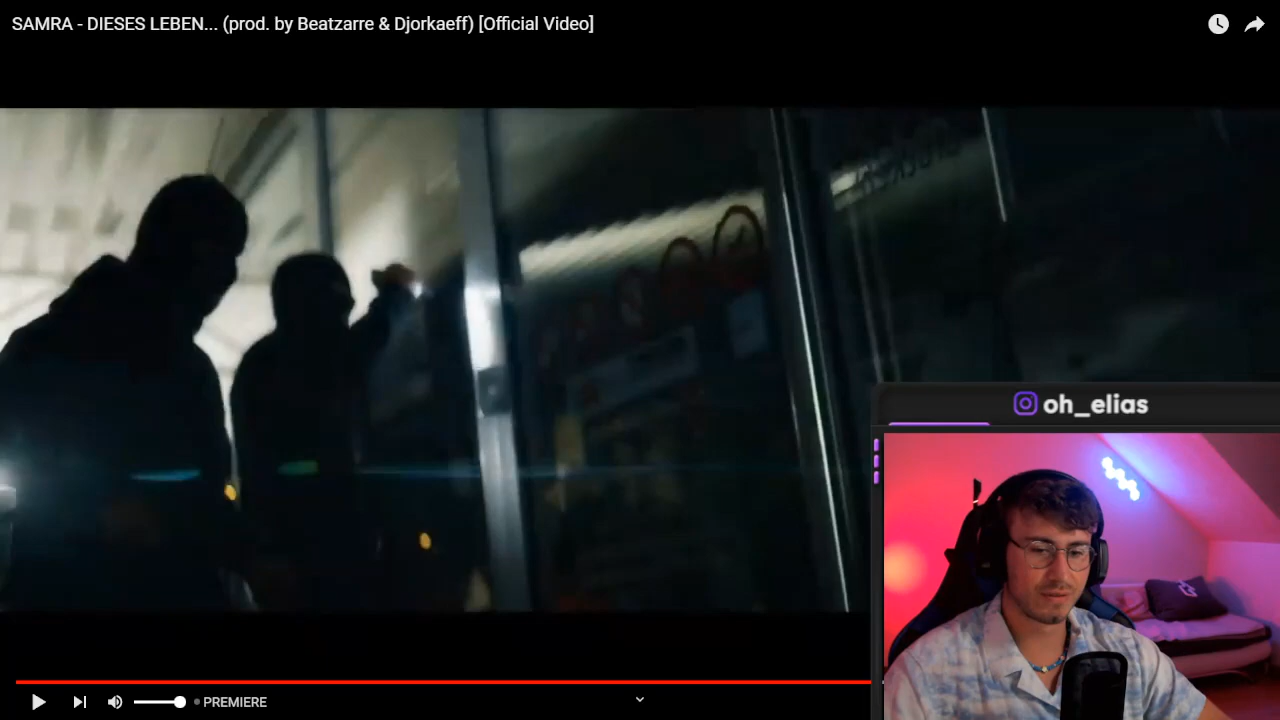 SAMRA - DIESES LEBEN... (prod. by Beatzarre & Djorkaeff) [Official Video]
oh_elias
PREMIERE